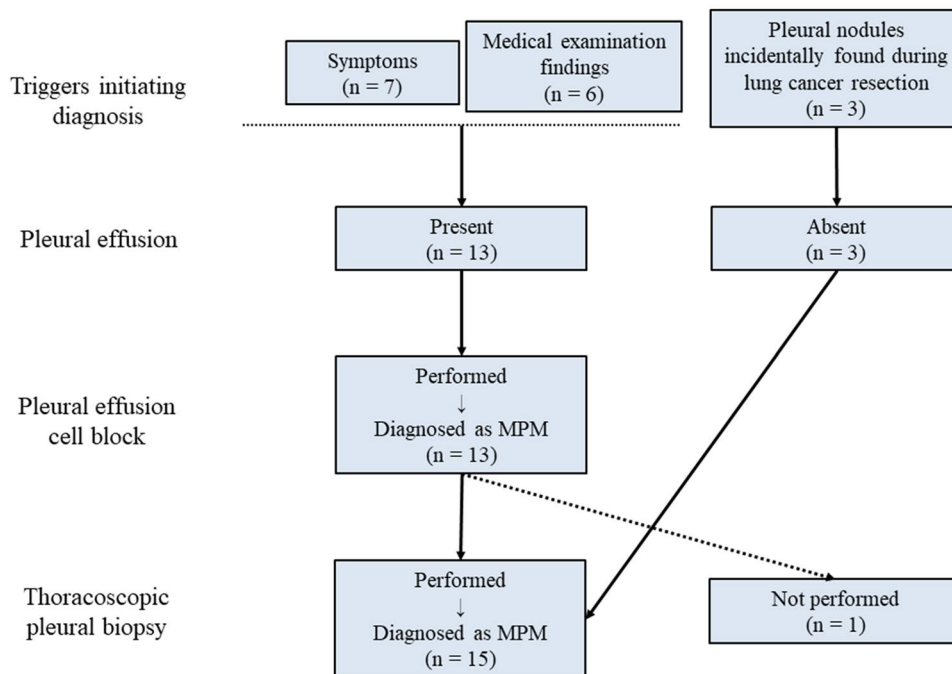 Triggers initiating
diagnosis
Symptoms
(n = 7)
Medical examination
findings
(n = 6)
Pleural nodules
incidentally found during
lung cancer resection
(n = 3)
Pleural effusion
Present
(n = 13)
Absent
(n = 3)
Pleural effusion
cell block
Performed
↓
Diagnosed as MPM
(n = 13)
Thoracoscopic
pleural biopsy
Performed
↓
Diagnosed as MPM
(n = 15)
Not performed
(n = 1)